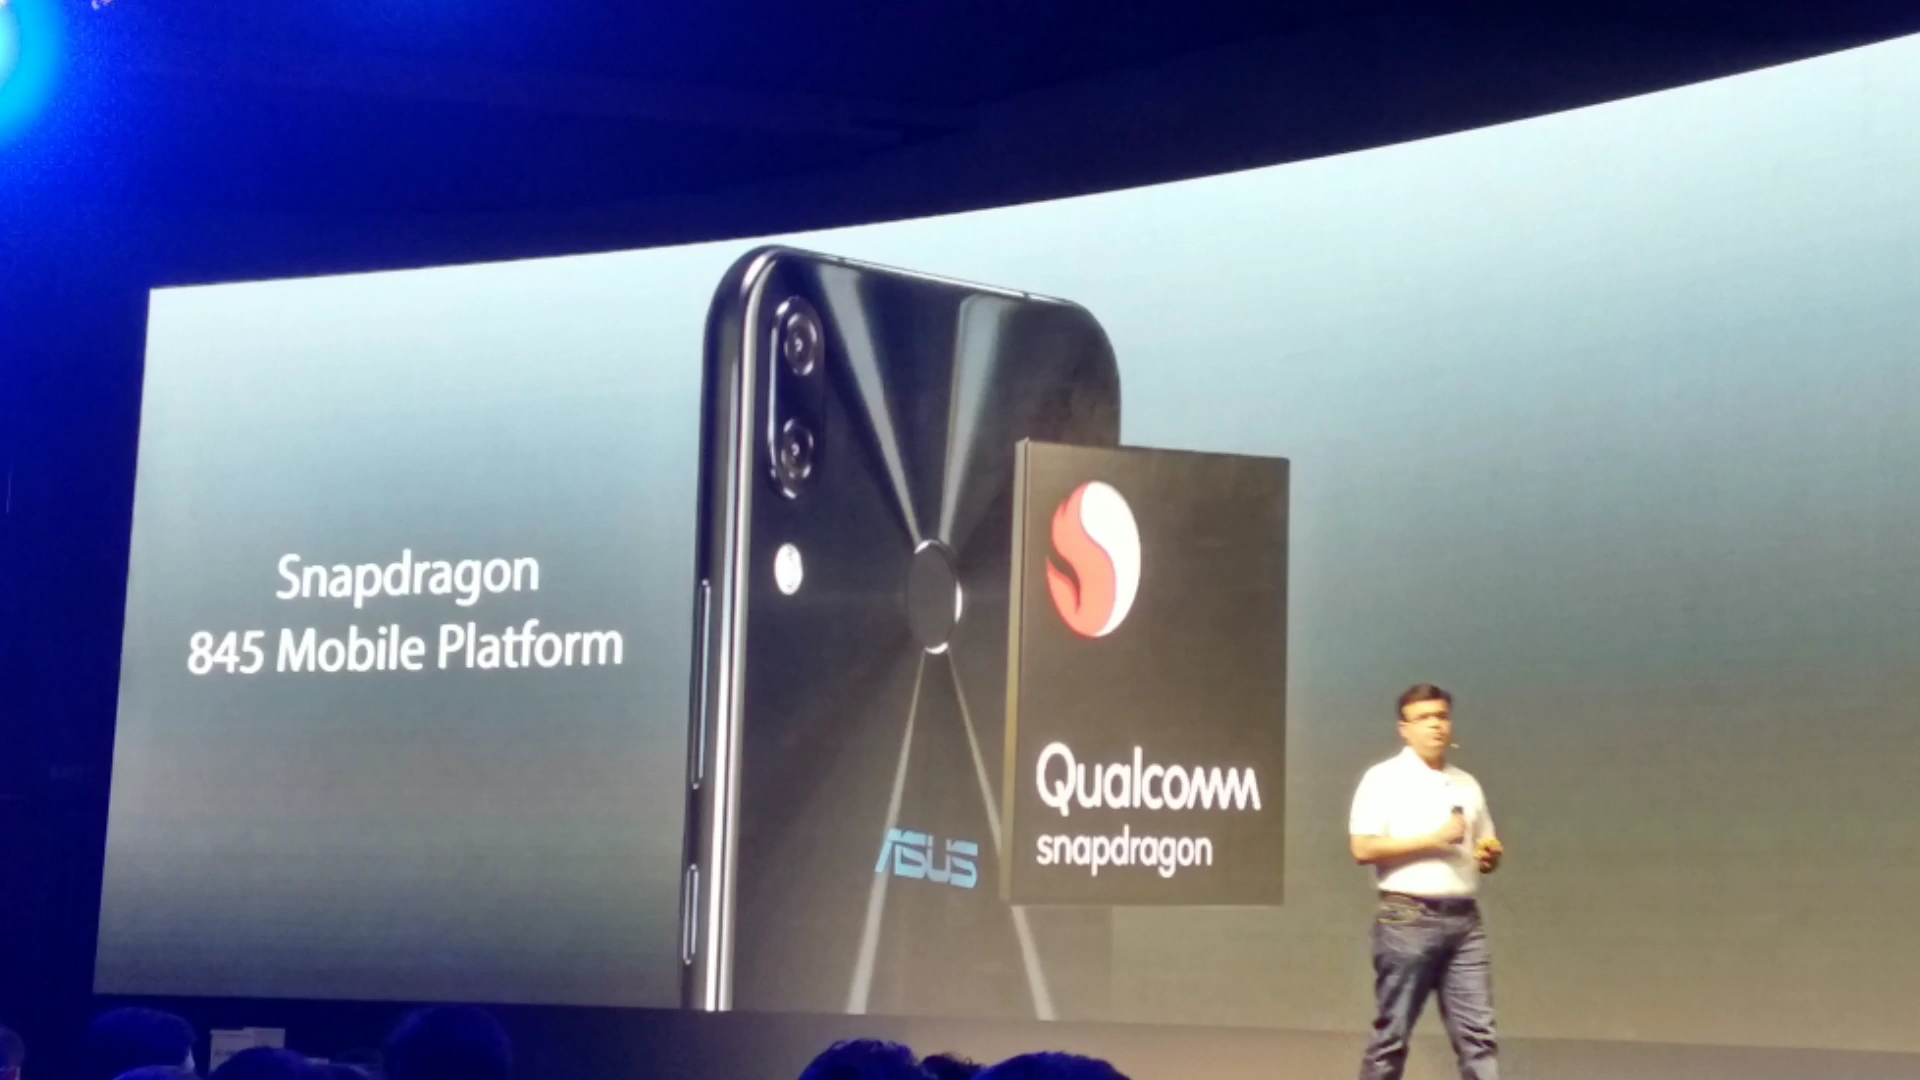 Snapdragon
845 Mobile Platform
ASUS
Qualcomm
snapdragon